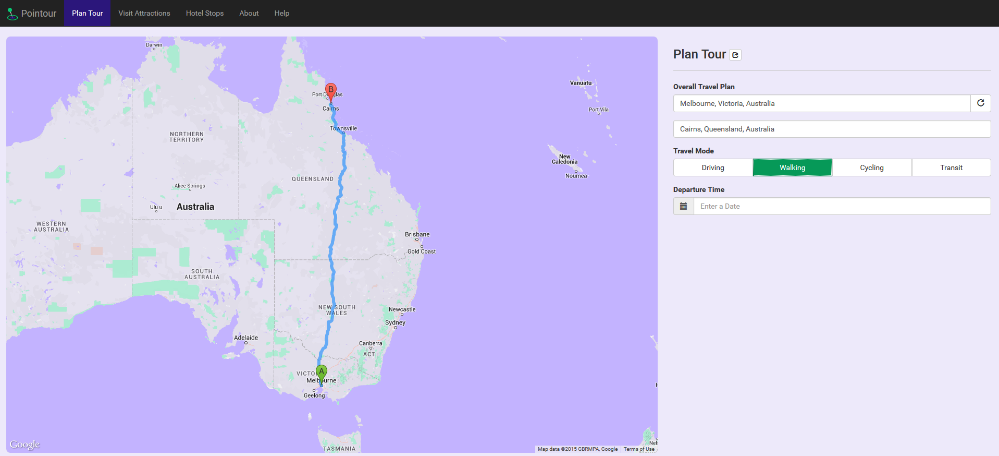 Pointour
Plan Tour
Visit Attractions
Hotel Stops
About
Help
Darwin
Port Douglas
B
Cairns
Townsville
NORTHERN
TERRITORY
QUEENSLAND
Alice Springs
Uluru
Australia
WESTERN
AUSTRALIA
SOUTH
AUSTRALIA
Brisbane
Gold Coast
NEW SOUTH
WALES
Newcastle
Sydney
Adelaide
Canberra
ACT
VICTORIA
A
Melbourne
Geelong
TASMANIA
Vanuatu
Port Vila
New
Caledonia
Noumea
Google
Map data ©2015 GBRMPA, Google
Terms of Use
Plan Tour
Overall Travel Plan
Melbourne, Victoria, Australia
Cairns, Queensland, Australia
Travel Mode
Driving
Walking
Cycling
Transit
Departure Time
Enter a Date